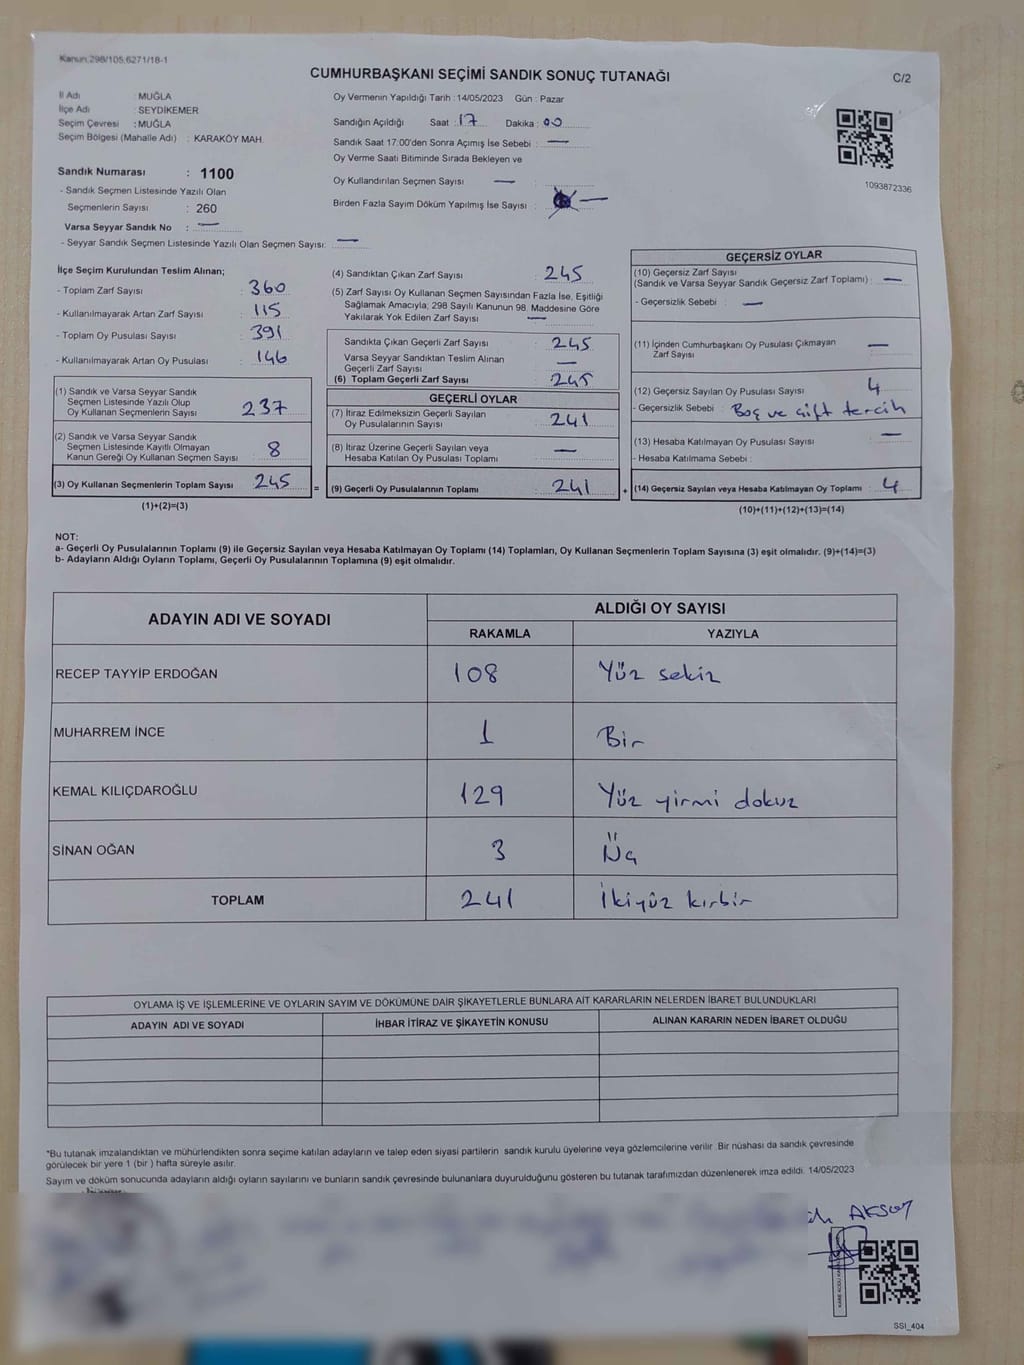 Kanun,298/105,6271/18-1
CUMHURBAŞKANI SEÇİMİ SANDIK SONUÇ TUTANAĞI
C/2
İl Adı : MUĞLA
İlçe Adı : SEYDİKEMER
Seçim Çevresi : MUĞLA
Seçim Bölgesi (Mahalle Adı) : KARAKÖY MAH.
Oy Vermenin Yapıldığı Tarih : 14/05/2023 Gün : Pazar
Sandığın Açıldığı Saat : 17 Dakika : 00
Sandık Saat 17:00'den Sonra Açımış İse Sebebi : —
Oy Verme Saati Bitiminde Sırada Bekleyen ve
Oy Kullandırılan Seçmen Sayısı — :
Birden Fazla Sayım Döküm Yapılmış İse Sayısı : —
1093872336
Sandık Numarası : 1100
- Sandık Seçmen Listesinde Yazılı Olan
Seçmenlerin Sayısı : 260
Varsa Seyyar Sandık No : —
- Seyyar Sandık Seçmen Listesinde Yazılı Olan Seçmen Sayısı: —
İlçe Seçim Kurulundan Teslim Alınan;
- Toplam Zarf Sayısı : 360
- Kullanılmayarak Artan Zarf Sayısı : 115
- Toplam Oy Pusulası Sayısı : 391
- Kullanılmayarak Artan Oy Pusulası : 146
(1) Sandık ve Varsa Seyyar Sandık
Seçmen Listesinde Yazılı Olup
Oy Kullanan Seçmenlerin Sayısı : 237
(2) Sandık ve Varsa Seyyar Sandık
Seçmen Listesinde Kayıtlı Olmayan
Kanun Gereği Oy Kullanan Seçmen Sayısı : 8
(3) Oy Kullanan Seçmenlerin Toplam Sayısı : 245 =
(1)+(2)=(3)
(4) Sandıktan Çıkan Zarf Sayısı : 245
(5) Zarf Sayısı Oy Kullanan Seçmen Sayısından Fazla İse, Eşitliği
Sağlamak Amacıyla; 298 Sayılı Kanunun 98. Maddesine Göre
Yakılarak Yok Edilen Zarf Sayısı : —
Sandıkta Çıkan Geçerli Zarf Sayısı : 245
Varsa Seyyar Sandıktan Teslim Alınan
Geçerli Zarf Sayısı : —
(6) Toplam Geçerli Zarf Sayısı : 245
GEÇERLİ OYLAR
(7) İtiraz Edilmeksizin Geçerli Sayılan
Oy Pusulalarının Sayısı : 241
(8) İtiraz Üzerine Geçerli Sayılan veya
Hesaba Katılan Oy Pusulası Toplamı : —
(9) Geçerli Oy Pusulalarının Toplamı : 241 +
GEÇERSİZ OYLAR
(10) Geçersiz Zarf Sayısı
(Sandık ve Varsa Seyyar Sandık Geçersiz Zarf Toplamı) : —
- Geçersizlik Sebebi : —
(11) İçinden Cumhurbaşkanı Oy Pusulası Çıkmayan
Zarf Sayısı : —
(12) Geçersiz Sayılan Oy Pusulası Sayısı : 4
- Geçersizlik Sebebi : Boş ve Çift tercih
(13) Hesaba Katılmayan Oy Pusulası Sayısı : —
- Hesaba Katılmama Sebebi :
(14) Geçersiz Sayılan veya Hesaba Katılmayan Oy Toplamı : 4
(10)+(11)+(12)+(13)=(14)
NOT:
a- Geçerli Oy Pusulalarının Toplamı (9) ile Geçersiz Sayılan veya Hesaba Katılmayan Oy Toplamı (14) Toplamları, Oy Kullanan Seçmenlerin Toplam Sayısına (3) eşit olmalıdır. (9)+(14)=(3)
b- Adayların Aldığı Oyların Toplamı, Geçerli Oy Pusulalarının Toplamına (9) eşit olmalıdır.
ADAYIN ADI VE SOYADI
ALDIĞI OY SAYISI
RAKAMLA YAZIYLA
RECEP TAYYİP ERDOĞAN 108 Yüz sekiz
MUHARREM İNCE 1 Bir
KEMAL KILIÇDAROĞLU 129 Yüz yirmi dokuz
SİNAN OĞAN 3 Üç
TOPLAM 241 İkiyüz kırbir
OYLAMA İŞ VE İŞLEMLERİNE VE OYLARIN SAYIM VE DÖKÜMÜNE DAİR ŞİKAYETLERLE BUNLARA AİT KARARLARIN NELERDEN İBARET BULUNDUKLARI
ADAYIN ADI VE SOYADI İHBAR İTİRAZ VE ŞİKAYETİN KONUSU ALINAN KARARIN NEDEN İBARET OLDUĞU
*Bu tutanak imzalandıktan ve mühürlendikten sonra seçime katılan adayların ve talep eden siyasi partilerin sandık kurulu üyelerine veya gözlemcilerine verilir. Bir nüshası da sandık çevresinde
görülecek bir yere 1 (bir ) hafta süreyle asılır.
Sayım ve döküm sonucunda adayların aldığı oyların sayılarını ve bunların sandık çevresinde bulunanlara duyurulduğunu gösteren bu tutanak tarafımızdan düzenlenerek imza edildi. 14/05/2023
AKSOY
SSI_404